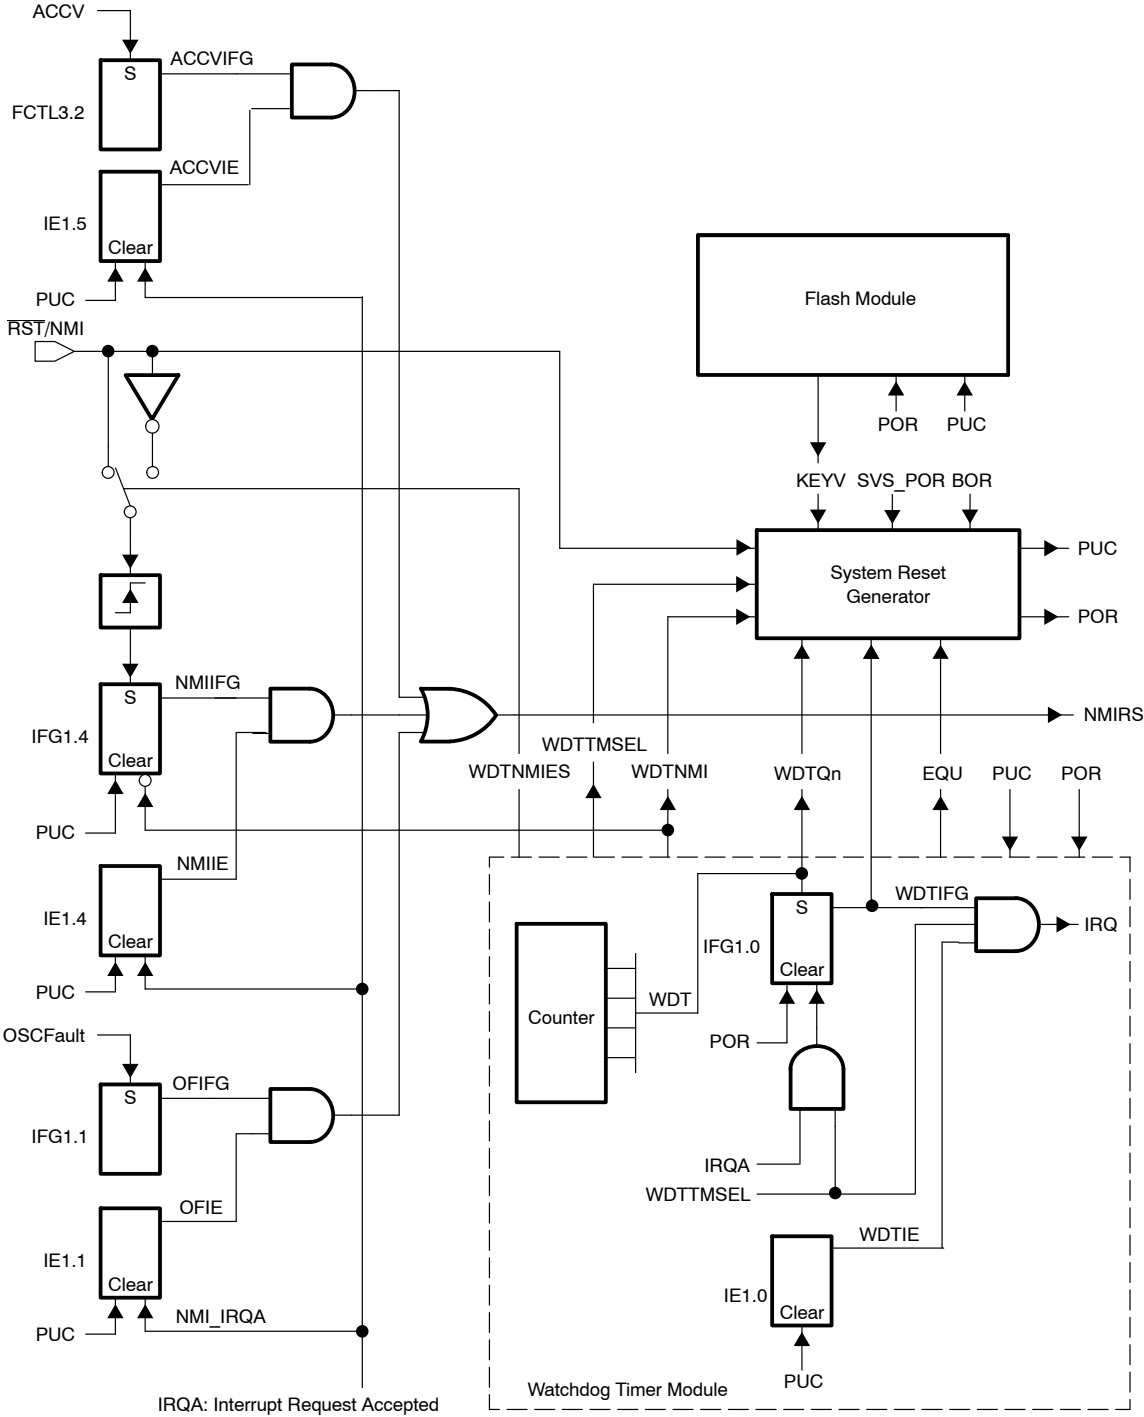 ACCV
S
ACCVIFG
FCTL3.2
ACCVIE
IE1.5
Clear
PUC
RST/NMI
Flash Module
POR
PUC
KEYV
SVS_POR
BOR
System Reset
Generator
PUC
POR
S
NMIIFG
IFG1.4
Clear
PUC
NMIRS
WDTTMSEL
WDTNMIES
WDTNMI
WDTQn
EQU
PUC
POR
NMIIE
IE1.4
Clear
PUC
S
WDTIFG
IFG1.0
Clear
IRQ
WDT
Counter
POR
OSCFault
S
OFIFG
IFG1.1
IRQA
WDTTMSEL
OFIE
IE1.1
Clear
NMI_IRQA
PUC
WDTIE
IE1.0
Clear
PUC
Watchdog Timer Module
IRQA: Interrupt Request Accepted